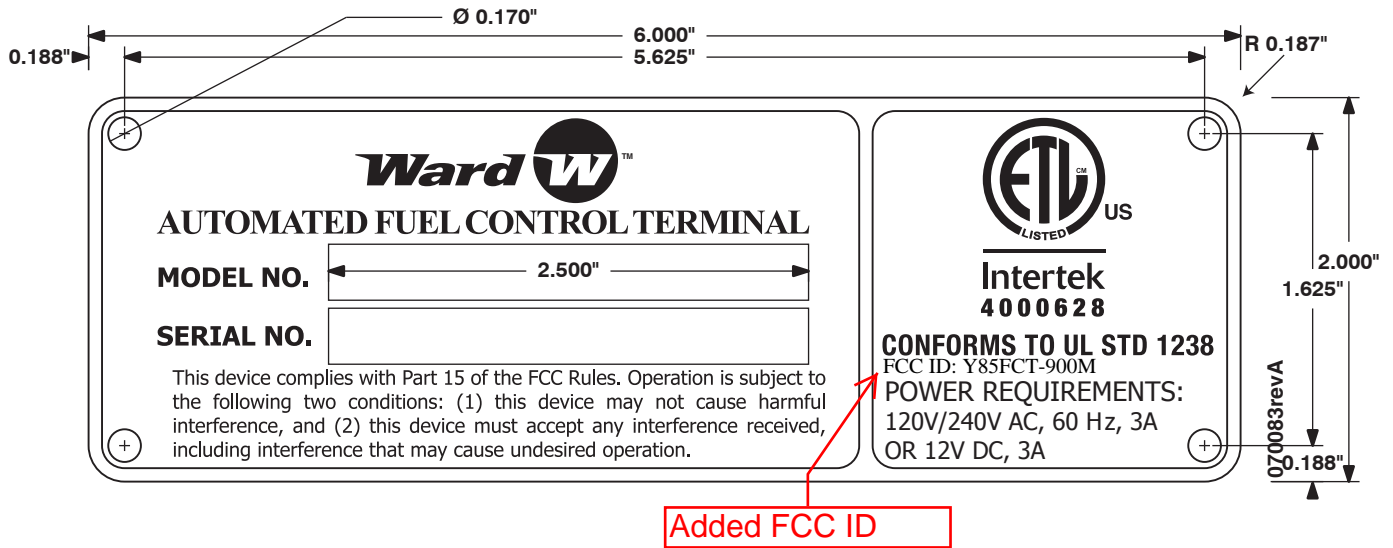 Ø 0.170"
6.000"
0.188"
5.625"
R 0.187"
Ward W ™
AUTOMATED FUEL CONTROL TERMINAL
MODEL NO.
2.500"
SERIAL NO.
This device complies with Part 15 of the FCC Rules. Operation is subject to
the following two conditions: (1) this device may not cause harmful
interference, and (2) this device must accept any interference received,
including interference that may cause undesired operation.
ETL CM
LISTED
US
Intertek
4000628
CONFORMS TO UL STD 1238
FCC ID: Y85FCT-900M
POWER REQUIREMENTS:
120V/240V AC, 60 Hz, 3A
OR 12V DC, 3A
070083revA
2.000"
1.625"
0.188"
Added FCC ID